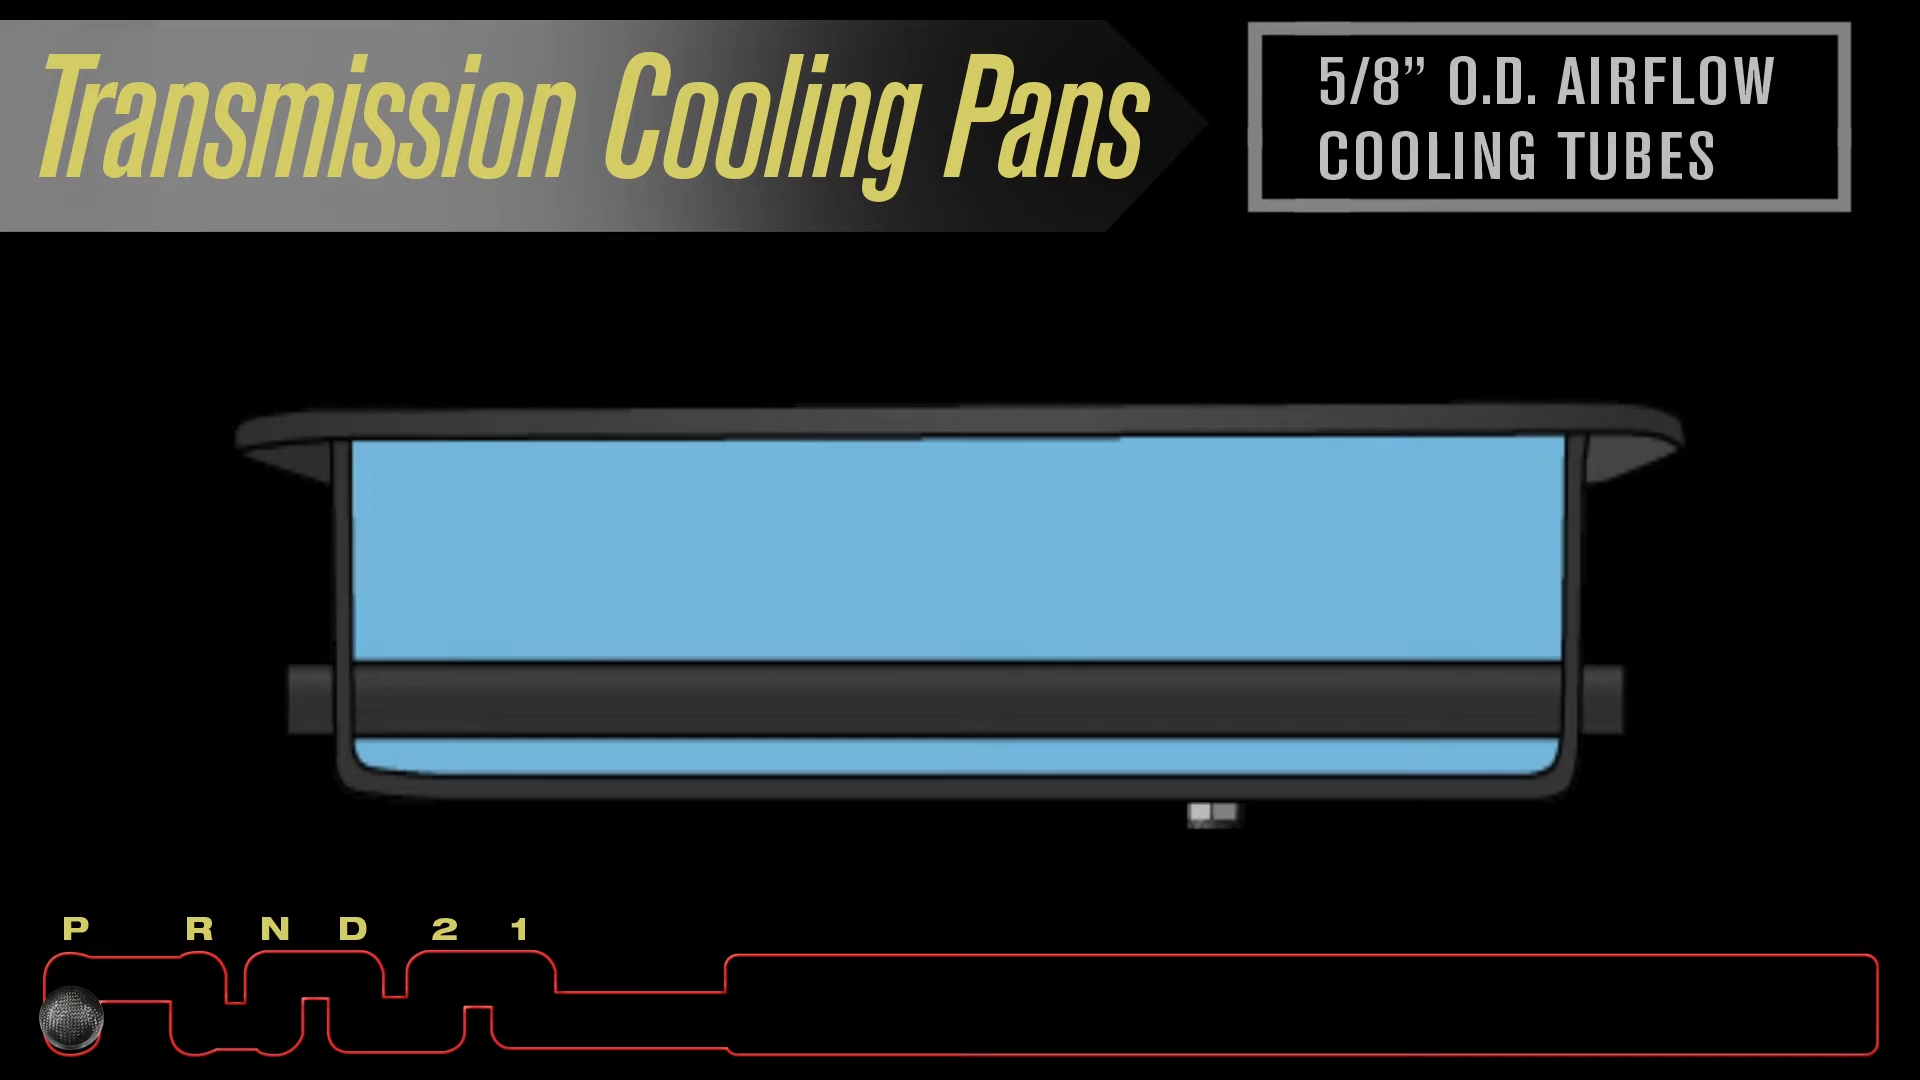 Transmission Cooling Pans
5/8” O.D. AIRFLOW
COOLING TUBES
P R N D 2 1